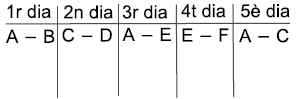 1r dia 2n dia 3r dia 4t dia 5è dia
A – B C – D A – E E – F A – C